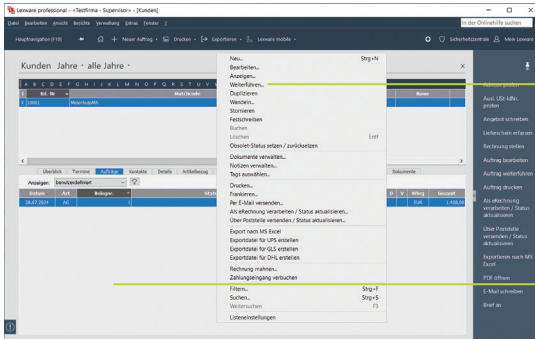 Lexware professional - <Testfirma - Supervisor> - [Kunden]
Datei Bearbeiten Ansicht Berichte Verwaltung Extras Fenster ?
In der Onlinehilfe suchen
Hauptnavigation (F10) Neuer Auftrag Drucken Exportieren Lexware mobile Sicherheitszentrale Mein Lexware
Kunden Jahre · alle Jahre
A B C D E F G H I J K L M N O P Q R S T U V
Kd. Nr Matchcode Name
10001 MeierAutoMA
Überblick Termine Aufträge Kontakte Details Artikelbezug Dokumente
Anzeigen: benutzerdefiniert
Datum Art Belegnr. Status D V Whrg Gesamt
26.07.2024 AG 1 EUR 1.428,00
Neu... Strg+N
Bearbeiten...
Anzeigen...
Weiterführen...
Duplizieren
Wandeln...
Stornieren
Festschreiben
Buchen
Löschen Entf
Obsolet-Status setzen / zurücksetzen
Dokumente verwalten...
Notizen verwalten...
Tags auswählen...
Drucken...
Frankieren...
Per E-Mail versenden...
Als eRechnung verarbeiten / Status aktualisieren...
Über Poststelle versenden / Status aktualisieren...
Export nach MS Excel
Exportdatei für UPS erstellen
Exportdatei für GLS erstellen
Exportdatei für DHL erstellen
Rechnung mahnen...
Zahlungseingang verbuchen
Filtern... Strg+F
Suchen... Strg+S
Weitersuchen F3
Listeneinstellungen
Adresse prüfen
Ausl. USt-IdNr. prüfen
Angebot schreiben
Lieferschein erfassen
Rechnung stellen
Auftrag bearbeiten
Auftrag weiterführen
Auftrag drucken
Als eRechnung
verarbeiten / Status
aktualisieren
Über Poststelle
versenden / Status
aktualisieren
Exportieren nach MS
Excel
PDF öffnen
E-Mail schreiben
Brief an